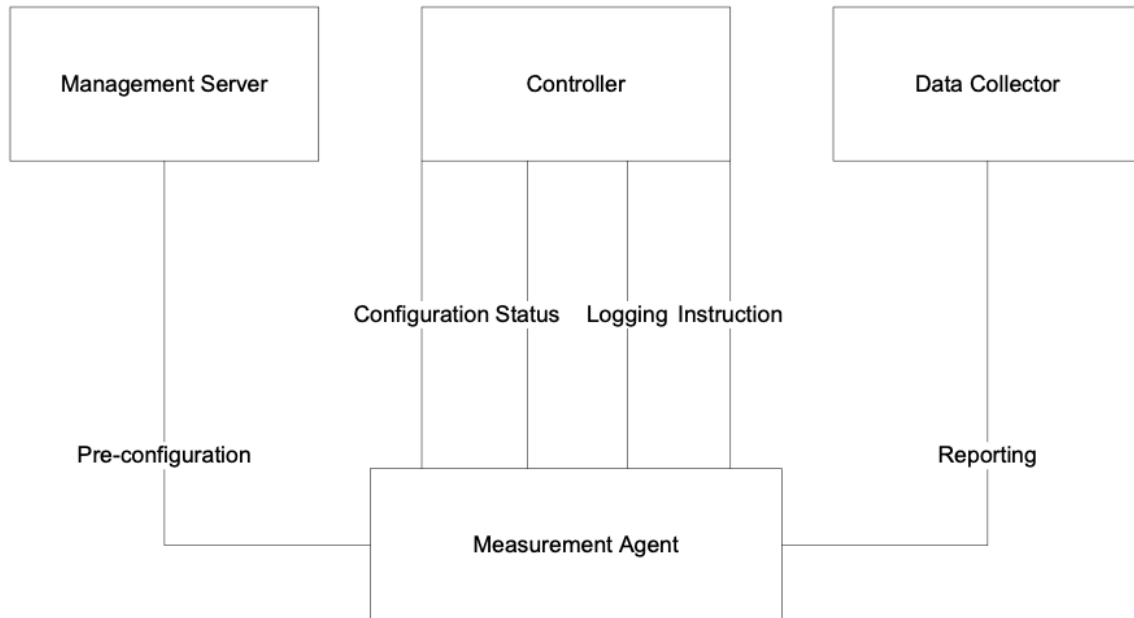 Management Server
Controller
Data Collector
Configuration
Status
Logging
Instruction
Pre-configuration
Reporting
Measurement Agent